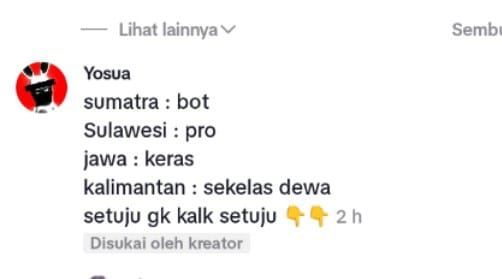 Lihat lainnya
Sembu
Yosua
sumatra : bot
Sulawesi : pro
jawa : keras
kalimantan : sekelas dewa
setuju gk kalk setuju 👇👇 2 h
Disukai oleh kreator